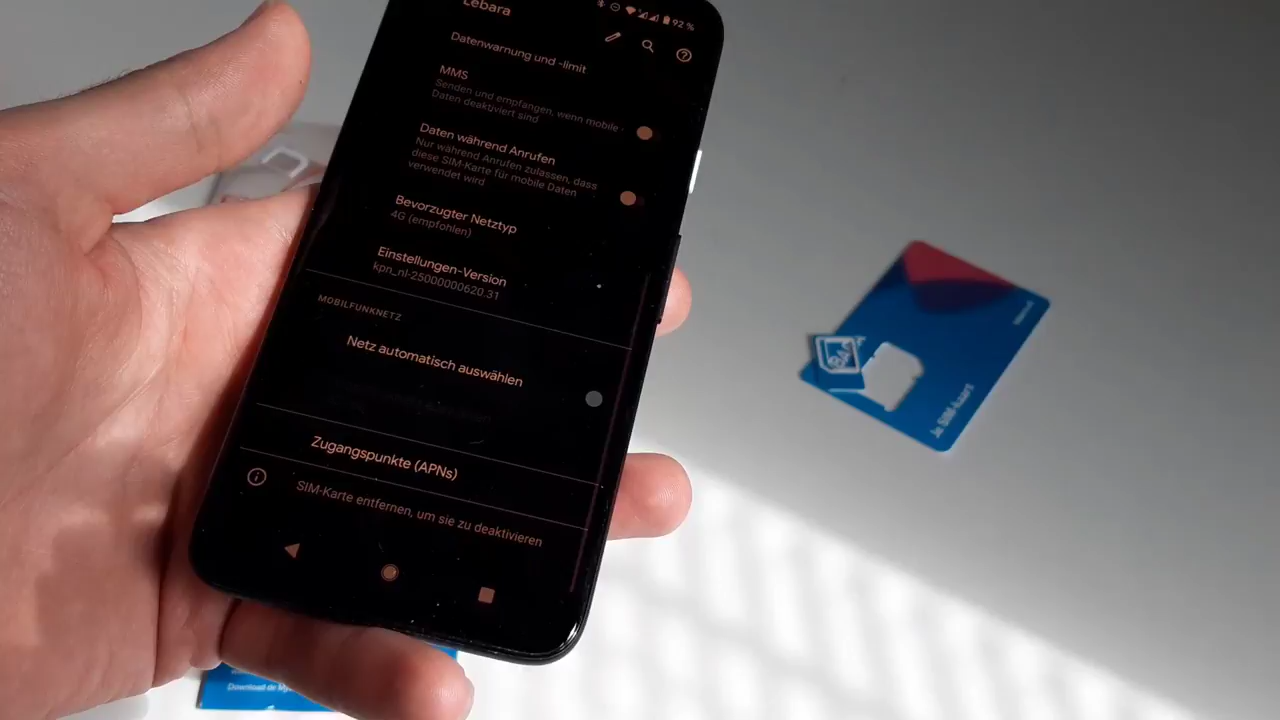 Lebara
92 %
Datenwarnung und -limit
MMS
Senden und empfangen, wenn mobile
Daten deaktiviert sind
Daten während Anrufen
Nur während Anrufen zulassen, dass
diese SIM-Karte für mobile Daten
verwendet wird
Bevorzugter Netztyp
4G (empfohlen)
Einstellungen-Version
kpn_nl-25000000620.31
MOBILFUNKNETZ
Netz automatisch auswählen
Zugangspunkte (APNs)
SIM-Karte entfernen, um sie zu deaktivieren
Je SIM-kaart
Download de